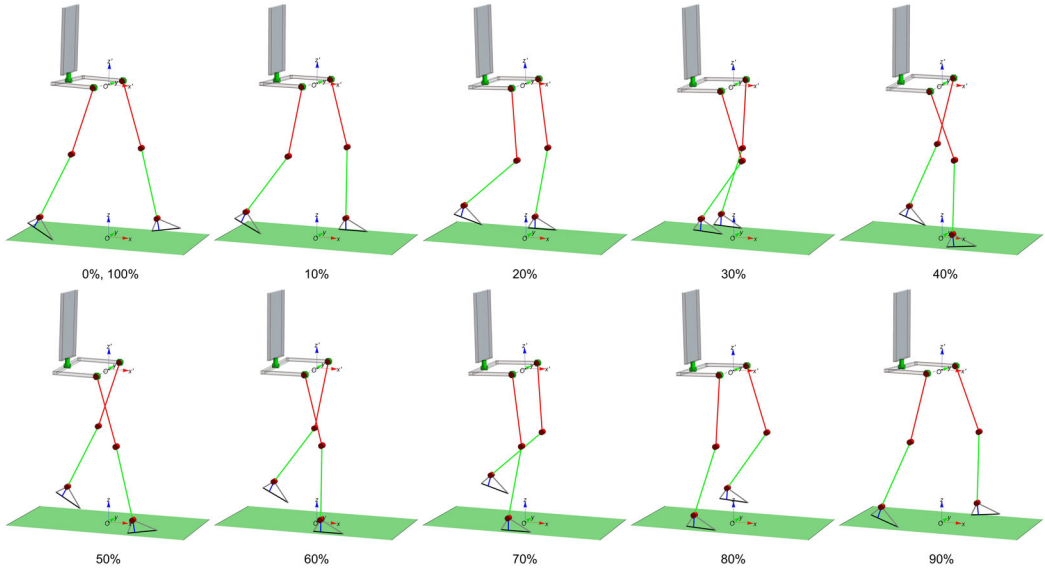 z'
O y x'
z
O y x
0%, 100%
z'
O y x'
z
O y x
10%
z'
O y x'
z
O y x
20%
z'
O y x'
z
O y x
30%
z'
O y x'
z
O y x
40%
z'
O y x'
z
O y x
50%
z'
O y x'
z
O y x
60%
z'
O y x'
z
O y x
70%
z'
O y x'
z
O y x
80%
z'
O y x'
z
O y x
90%